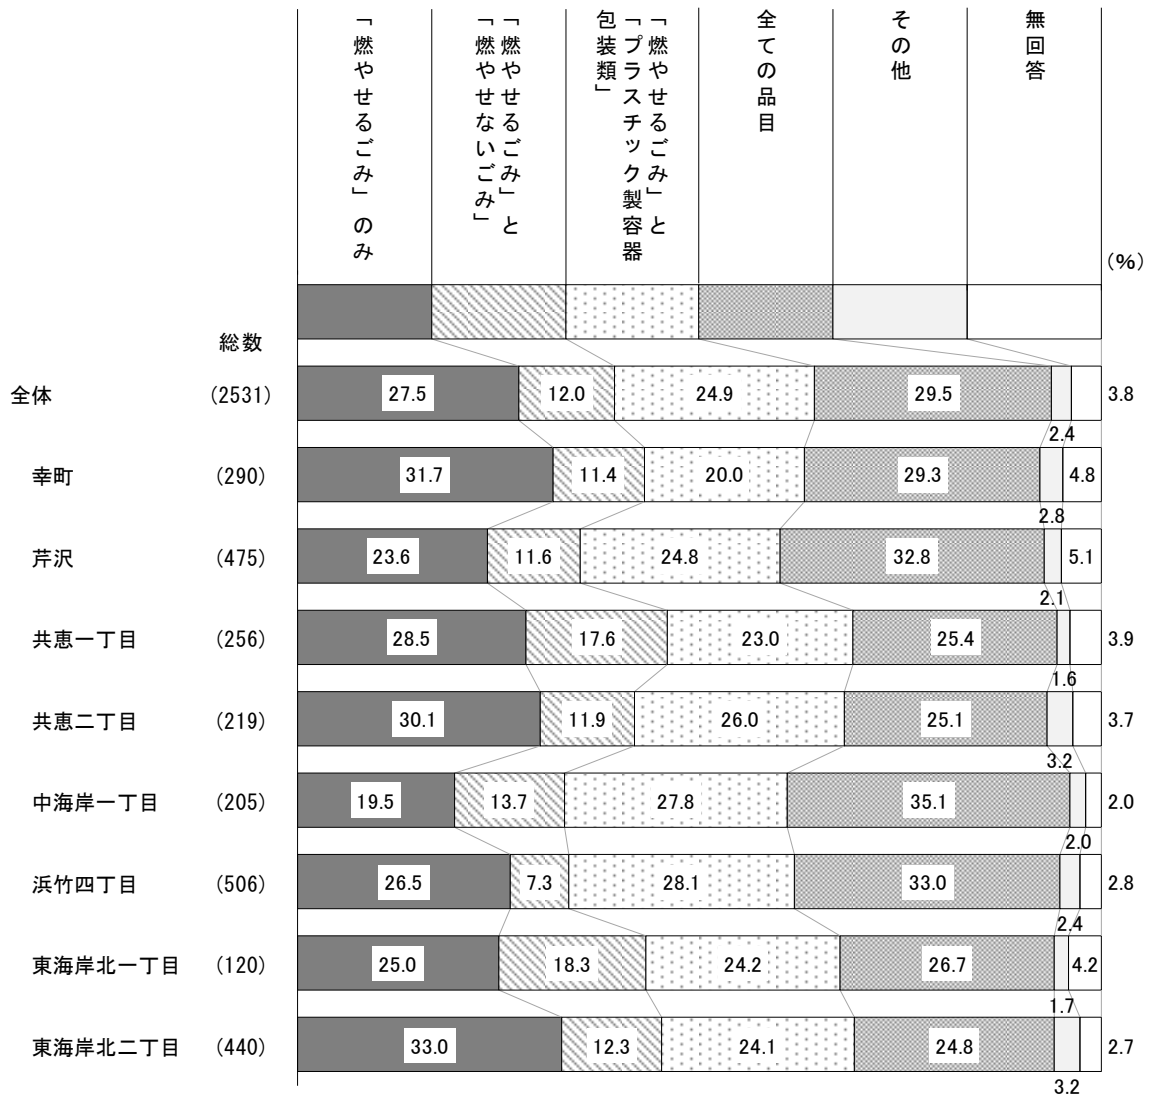 「燃やせるごみ」のみ
「燃やせるごみ」と
「燃やせないごみ」
「燃やせるごみ」と
「プラスチック製容器
包装類」
全ての品目
その他
無回答
(%)
総数
全体 (2531) 27.5 12.0 24.9 29.5 3.8
2.4
幸町 (290) 31.7 11.4 20.0 29.3 4.8
2.8
芹沢 (475) 23.6 11.6 24.8 32.8 5.1
2.1
共恵一丁目 (256) 28.5 17.6 23.0 25.4 3.9
1.6
共恵二丁目 (219) 30.1 11.9 26.0 25.1 3.7
3.2
中海岸一丁目 (205) 19.5 13.7 27.8 35.1 2.0
2.0
浜竹四丁目 (506) 26.5 7.3 28.1 33.0 2.8
2.4
東海岸北一丁目 (120) 25.0 18.3 24.2 26.7 4.2
1.7
東海岸北二丁目 (440) 33.0 12.3 24.1 24.8 2.7
3.2